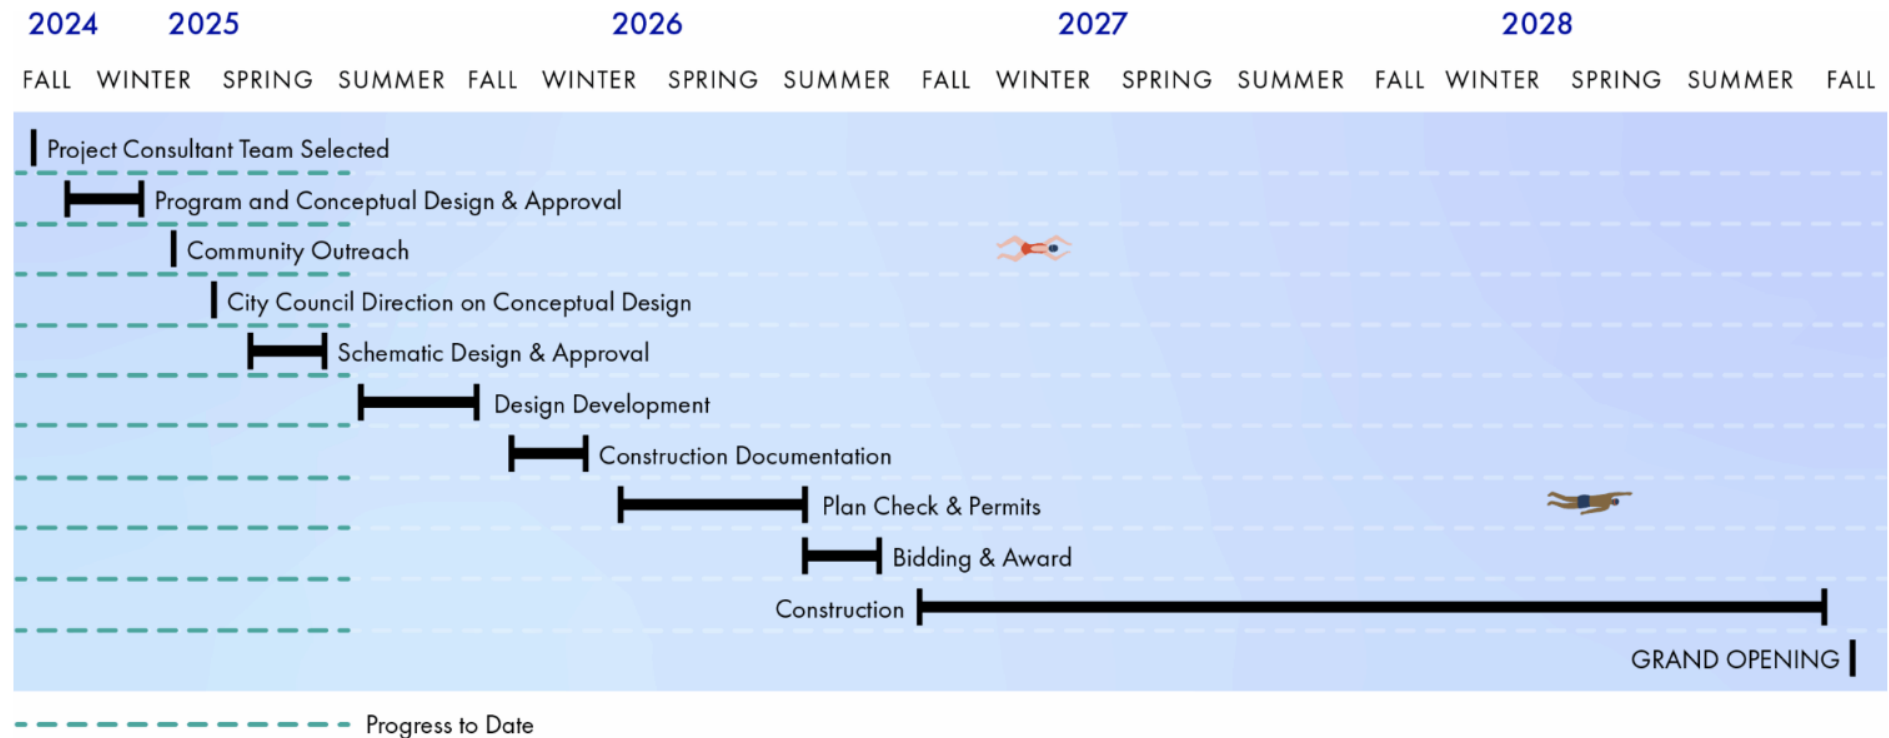 2024 2025 2026 2027 2028
FALL WINTER SPRING SUMMER FALL WINTER SPRING SUMMER FALL WINTER SPRING SUMMER FALL WINTER SPRING SUMMER FALL
Project Consultant Team Selected
Program and Conceptual Design & Approval
Community Outreach
City Council Direction on Conceptual Design
Schematic Design & Approval
Design Development
Construction Documentation
Plan Check & Permits
Bidding & Award
Construction
GRAND OPENING
Progress to Date